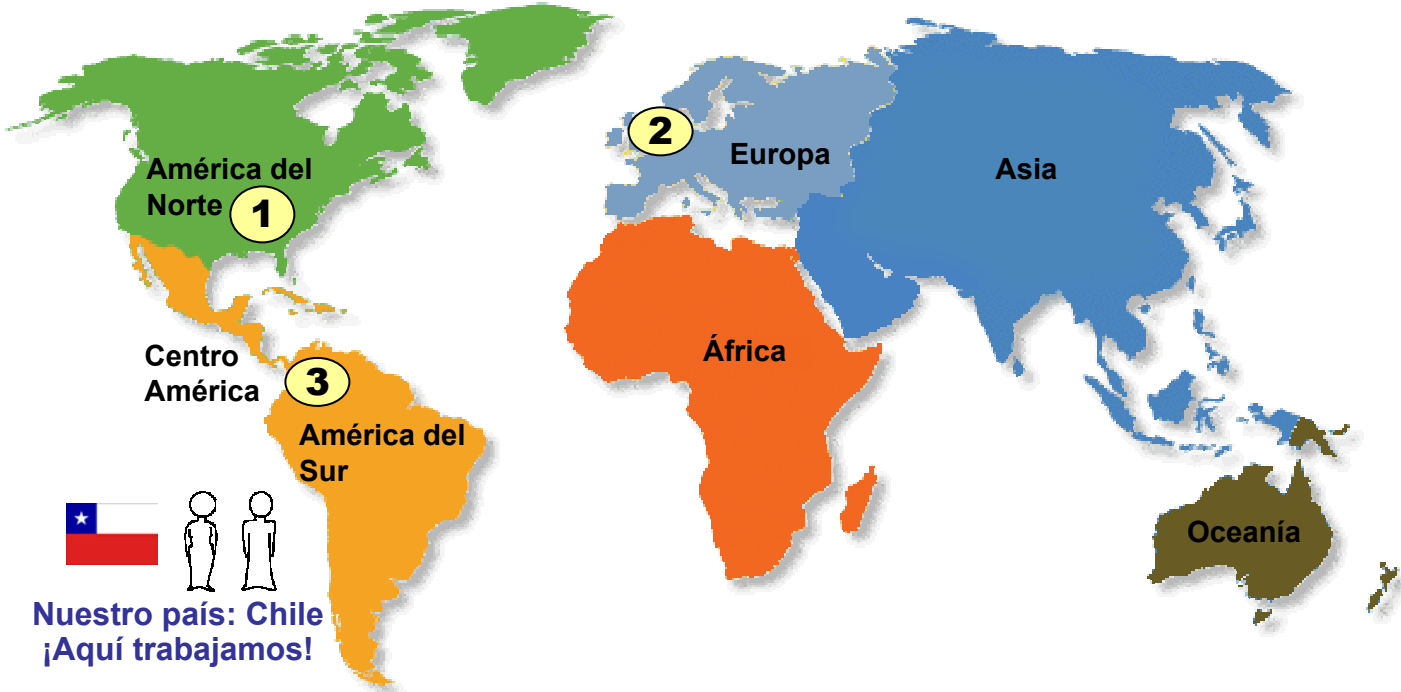 América del
Norte
1
2
Europa
Asia
Centro
América
3
América del
Sur
África
Oceanía
Nuestro país: Chile
¡Aquí trabajamos!